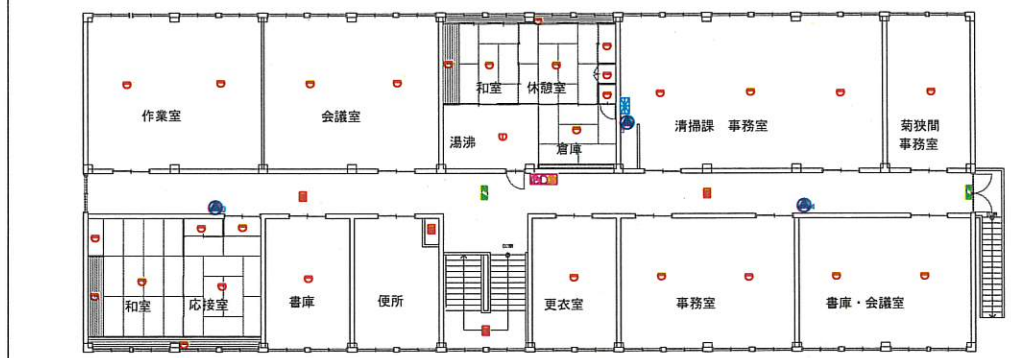 作業室
会議室
和室
休憩室
湯沸
倉庫
清掃課 事務室
菊狭間
事務室
和室
応接室
書庫
便所
更衣室
事務室
書庫・会議室